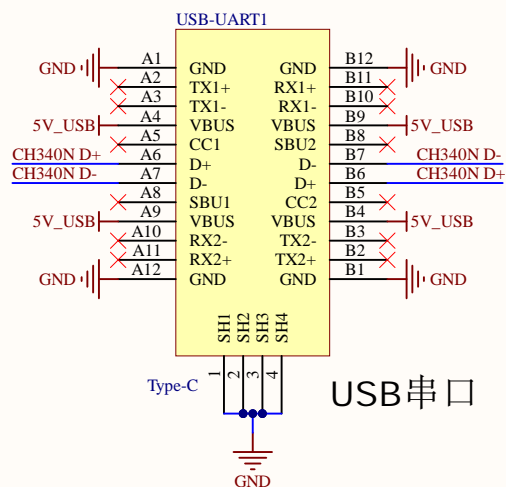 USB-UART1
GND A1 GND GND B12 GND
A2 TX1+ RX1+ B11
A3 TX1- RX1- B10
5V_USB A4 VBUS VBUS B9 5V_USB
A5 CC1 SBU2 B8
CH340N D+ A6 D+ D- B7 CH340N D-
CH340N D- A7 D- D+ B6 CH340N D+
A8 SBU1 CC2 B5
5V_USB A9 VBUS VBUS B4 5V_USB
A10 RX2- TX2- B3
A11 RX2+ TX2+ B2
GND A12 GND GND B1 GND
SH1 SH2 SH3 SH4
1 2 3 4
Type-C
USB串口
GND